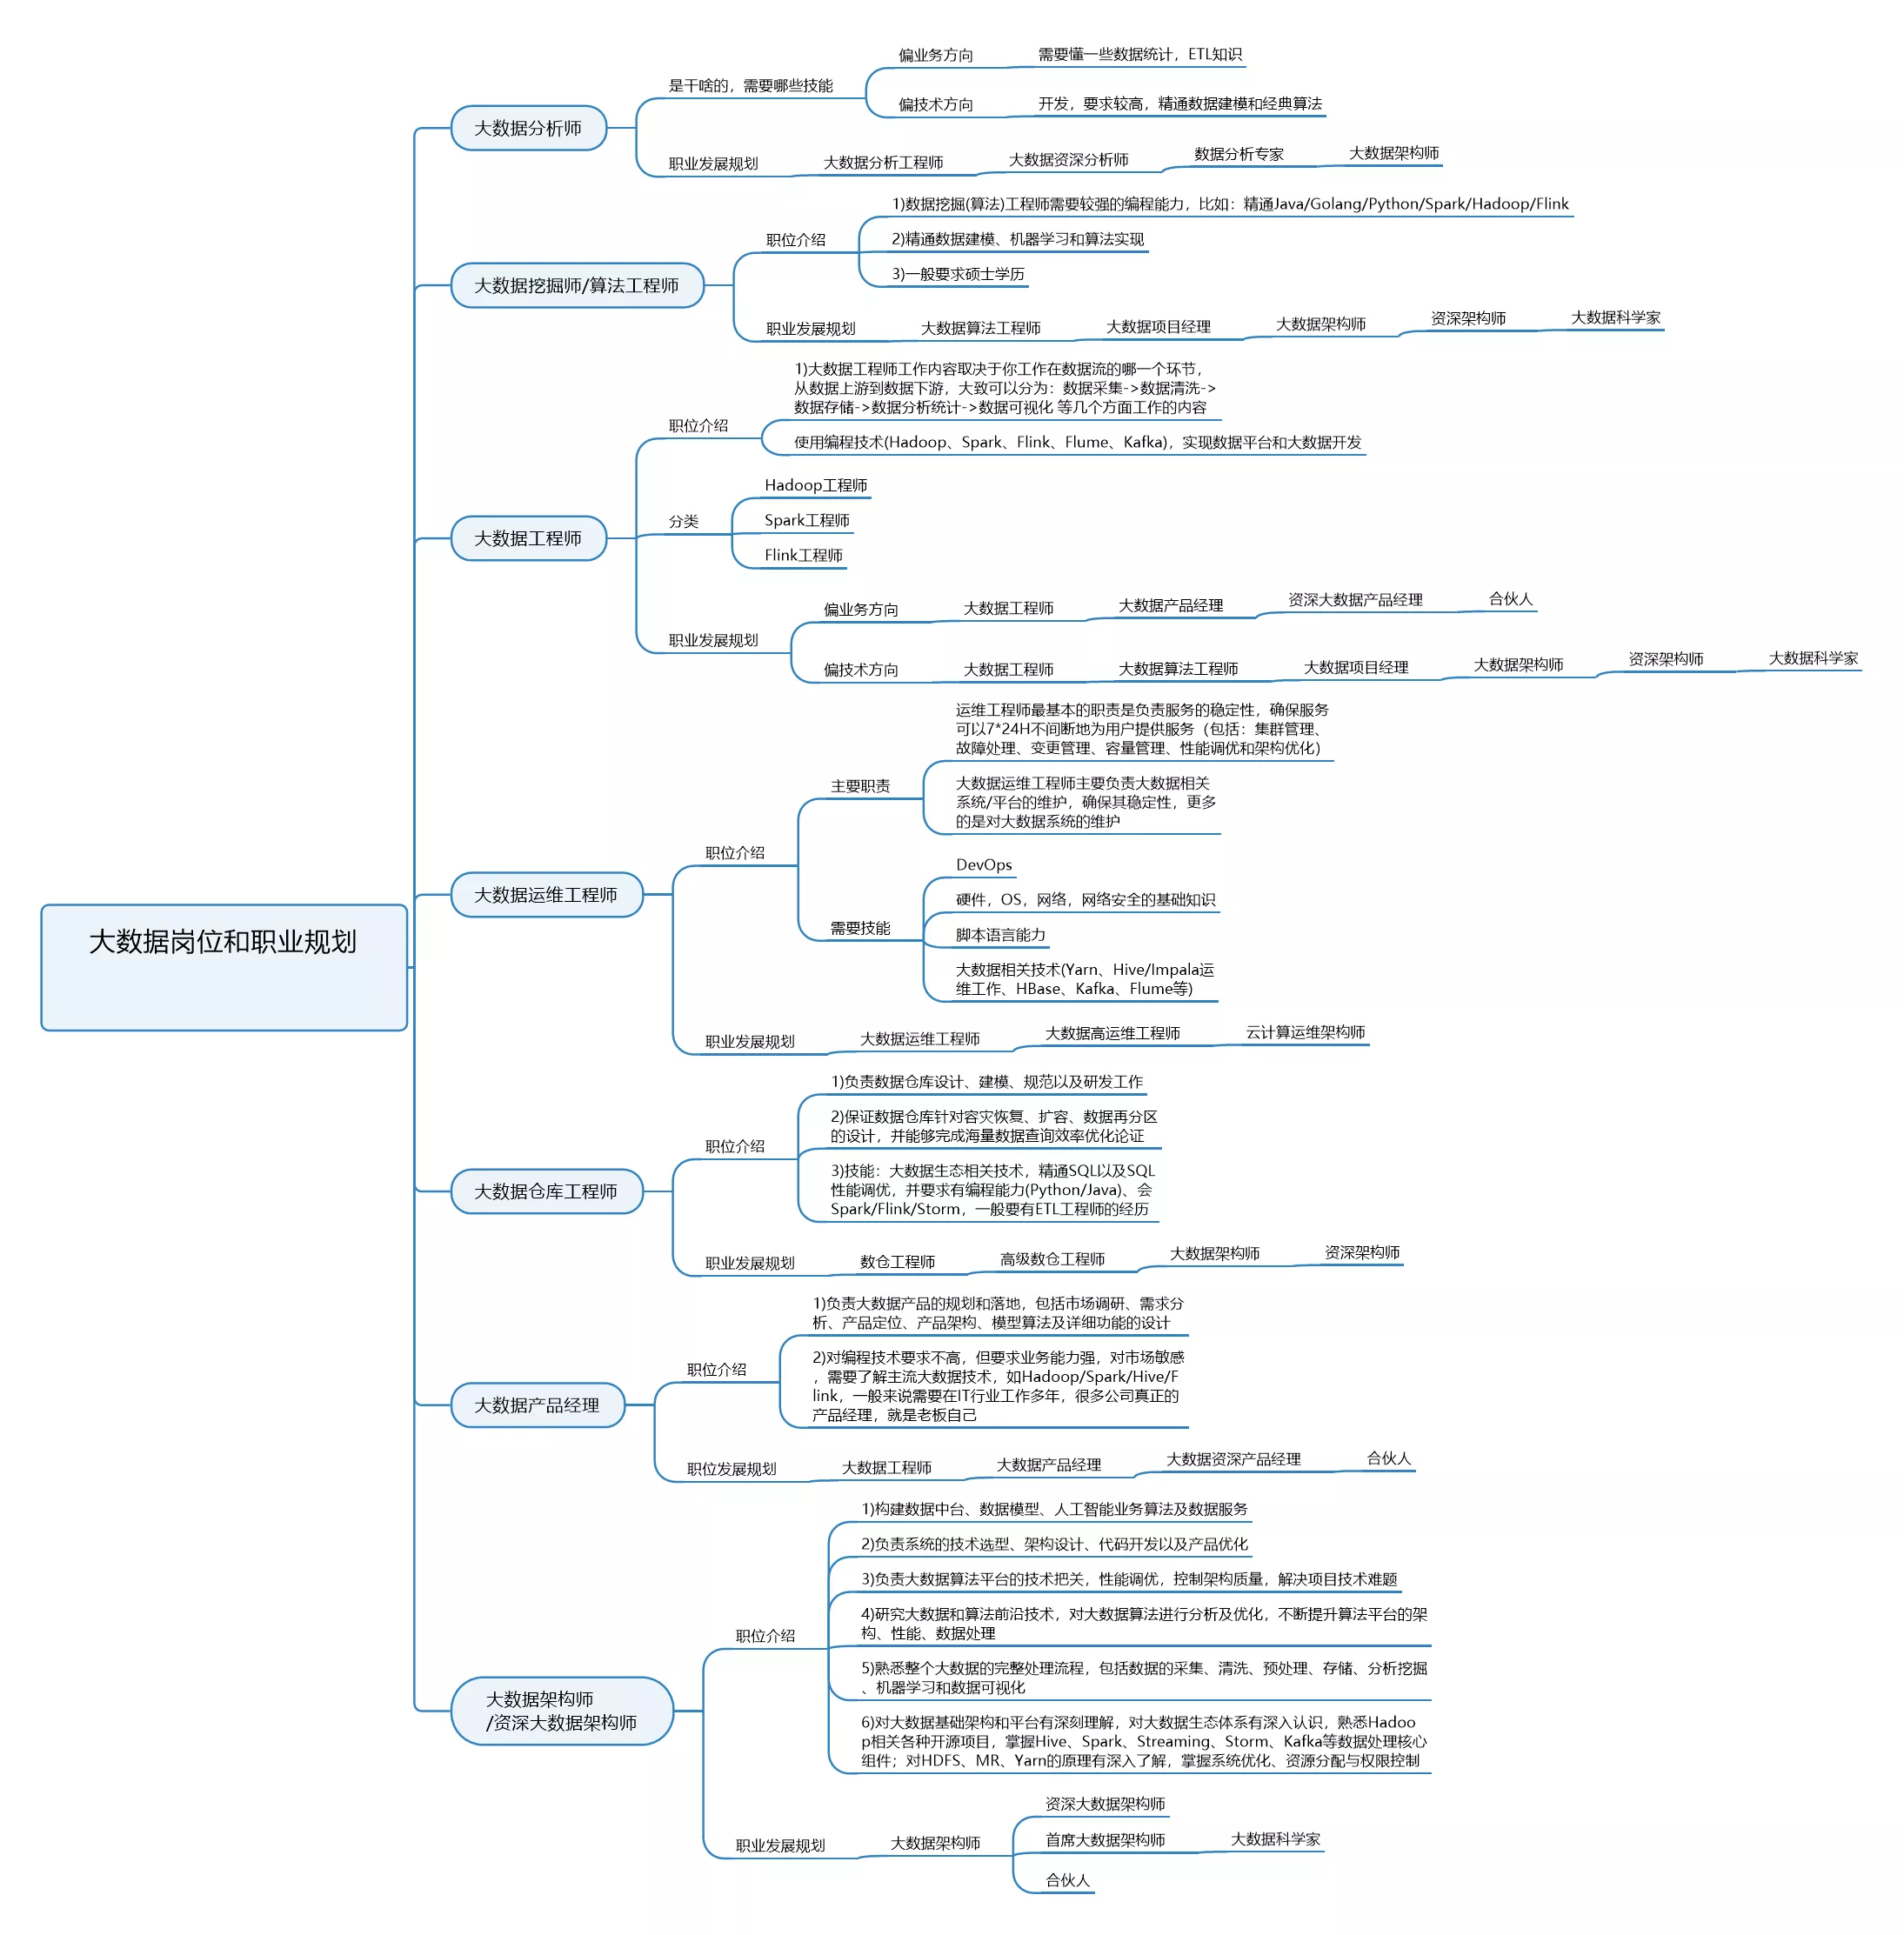 大数据岗位和职业规划
大数据分析师
是干啥的，需要哪些技能
偏业务方向
需要懂一些数据统计，ETL知识
偏技术方向
开发，要求较高，精通数据建模和经典算法
职业发展规划
大数据分析工程师
大数据资深分析师
数据分析专家
大数据架构师
大数据挖掘师/算法工程师
职位介绍
1)数据挖掘(算法)工程师需要较强的编程能力，比如：精通Java/Golang/Python/Spark/Hadoop/Flink
2)精通数据建模、机器学习和算法实现
3)一般要求硕士学历
职业发展规划
大数据算法工程师
大数据项目经理
大数据架构师
资深架构师
大数据科学家
大数据工程师
职位介绍
1)大数据工程师工作内容取决于你工作在数据流的哪一个环节，
从数据上游到数据下游，大致可以分为：数据采集->数据清洗->
数据存储->数据分析统计->数据可视化 等几个方面工作的内容
使用编程技术(Hadoop、Spark、Flink、Flume、Kafka)，实现数据平台和大数据开发
分类
Hadoop工程师
Spark工程师
Flink工程师
职业发展规划
偏业务方向
大数据工程师
大数据产品经理
资深大数据产品经理
合伙人
偏技术方向
大数据工程师
大数据算法工程师
大数据项目经理
大数据架构师
资深架构师
大数据科学家
大数据运维工程师
职位介绍
主要职责
运维工程师最基本的职责是负责服务的稳定性，确保服务
可以7*24H不间断地为用户提供服务（包括：集群管理、
故障处理、变更管理、容量管理、性能调优和架构优化）
大数据运维工程师主要负责大数据相关
系统/平台的维护，确保其稳定性，更多
的是对大数据系统的维护
需要技能
DevOps
硬件，OS，网络，网络安全的基础知识
脚本语言能力
大数据相关技术(Yarn、Hive/Impala运
维工作、HBase、Kafka、Flume等)
职业发展规划
大数据运维工程师
大数据高运维工程师
云计算运维架构师
大数据仓库工程师
职位介绍
1)负责数据仓库设计、建模、规范以及研发工作
2)保证数据仓库针对容灾恢复、扩容、数据再分区
的设计，并能够完成海量数据查询效率优化论证
3)技能：大数据生态相关技术，精通SQL以及SQL
性能调优，并要求有编程能力(Python/Java)、会
Spark/Flink/Storm，一般要有ETL工程师的经历
职业发展规划
数仓工程师
高级数仓工程师
大数据架构师
资深架构师
大数据产品经理
职位介绍
1)负责大数据产品的规划和落地，包括市场调研、需求分
析、产品定位、产品架构、模型算法及详细功能的设计
2)对编程技术要求不高，但要求业务能力强，对市场敏感
，需要了解主流大数据技术，如Hadoop/Spark/Hive/F
link，一般来说需要在IT行业工作多年，很多公司真正的
产品经理，就是老板自己
职位发展规划
大数据工程师
大数据产品经理
大数据资深产品经理
合伙人
大数据架构师
/资深大数据架构师
职位介绍
1)构建数据中台、数据模型、人工智能业务算法及数据服务
2)负责系统的技术选型、架构设计、代码开发以及产品优化
3)负责大数据算法平台的技术把关，性能调优，控制架构质量，解决项目技术难题
4)研究大数据和算法前沿技术，对大数据算法进行分析及优化，不断提升算法平台的架
构、性能、数据处理
5)熟悉整个大数据的完整处理流程，包括数据的采集、清洗、预处理、存储、分析挖掘
、机器学习和数据可视化
6)对大数据基础架构和平台有深刻理解，对大数据生态体系有深入认识，熟悉Hadoo
p相关各种开源项目，掌握Hive、Spark、Streaming、Storm、Kafka等数据处理核心
组件；对HDFS、MR、Yarn的原理有深入了解，掌握系统优化、资源分配与权限控制
职业发展规划
大数据架构师
资深大数据架构师
首席大数据架构师
大数据科学家
合伙人